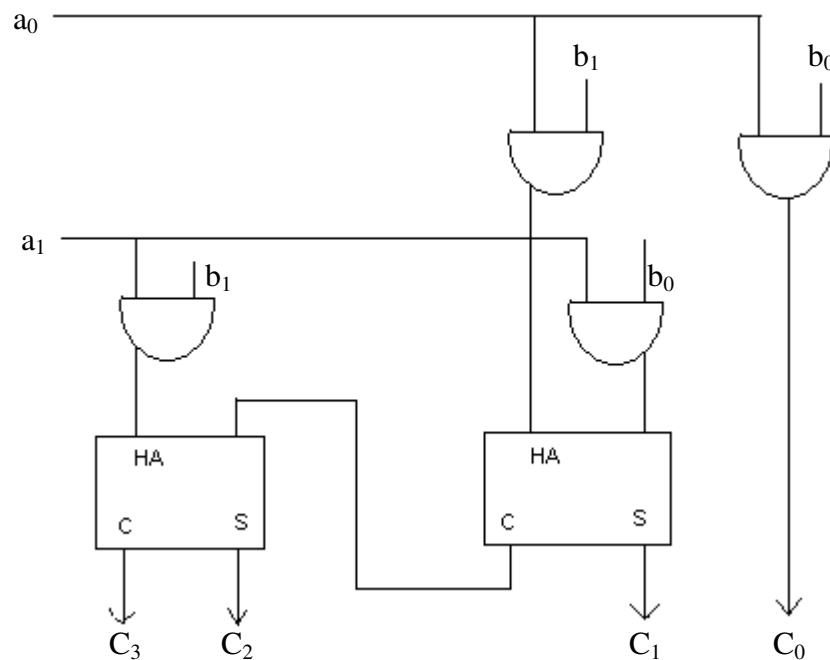 a₀
b₁ b₀
a₁
b₁ b₀
HA HA
C S C S
C₃ C₂ C₁ C₀